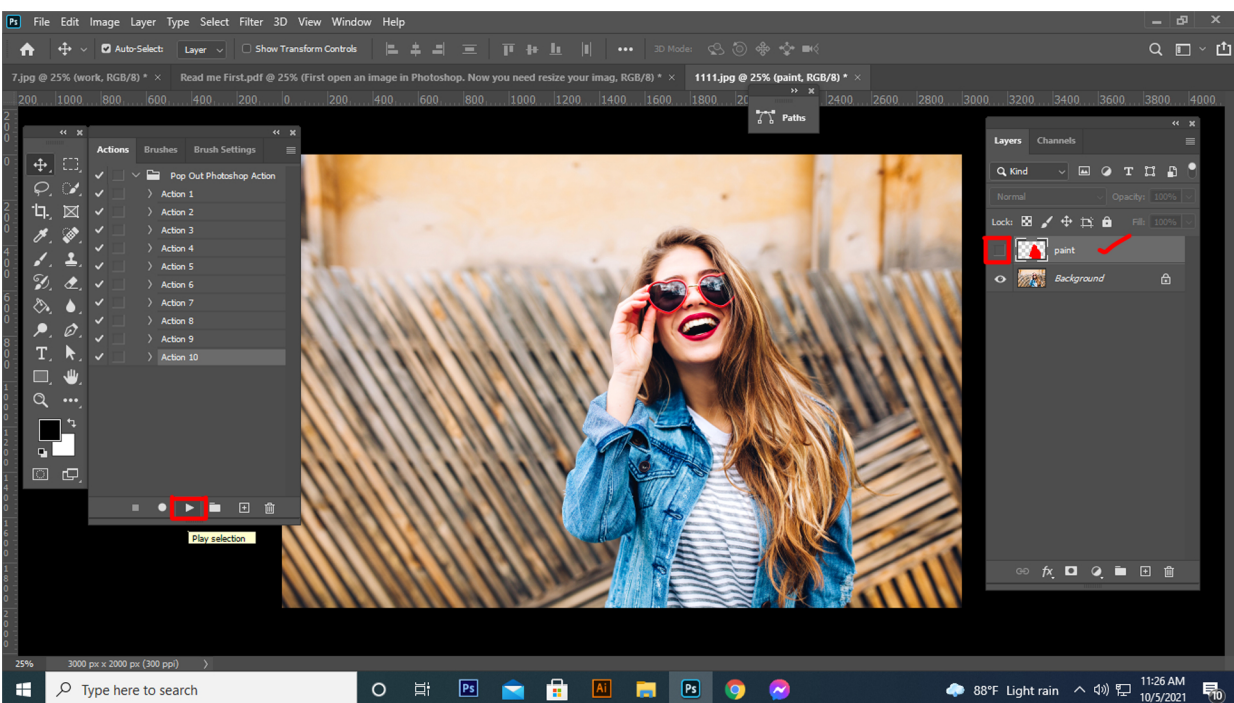 Ps File Edit Image Layer Type Select Filter 3D View Window Help
Auto-Select: Layer Show Transform Controls 3D Mode:
7.jpg @ 25% (work, RGB/8) * × Read me First.pdf @ 25% (First open an image in Photoshop. Now you need resize your imag, RGB/8) * × 1111.jpg @ 25% (paint, RGB/8) * ×
200 1000 800 600 400 200 0 200 400 600 800 1000 1200 1400 1600 1800 2400 2600 2800 3000 3200 3400 3600 3800 4000
Paths
Actions Brushes Brush Settings
Pop Out Photoshop Action
Action 1
Action 2
Action 3
Action 4
Action 5
Action 6
Action 7
Action 8
Action 9
Action 10
Play selection
Layers Channels
Kind
Normal Opacity: 100%
Lock: Fill: 100%
paint
Background
25% 3000 px x 2000 px (300 ppi)
Type here to search
Ps Ai Ps
88°F Light rain
11:26 AM
10/5/2021
10